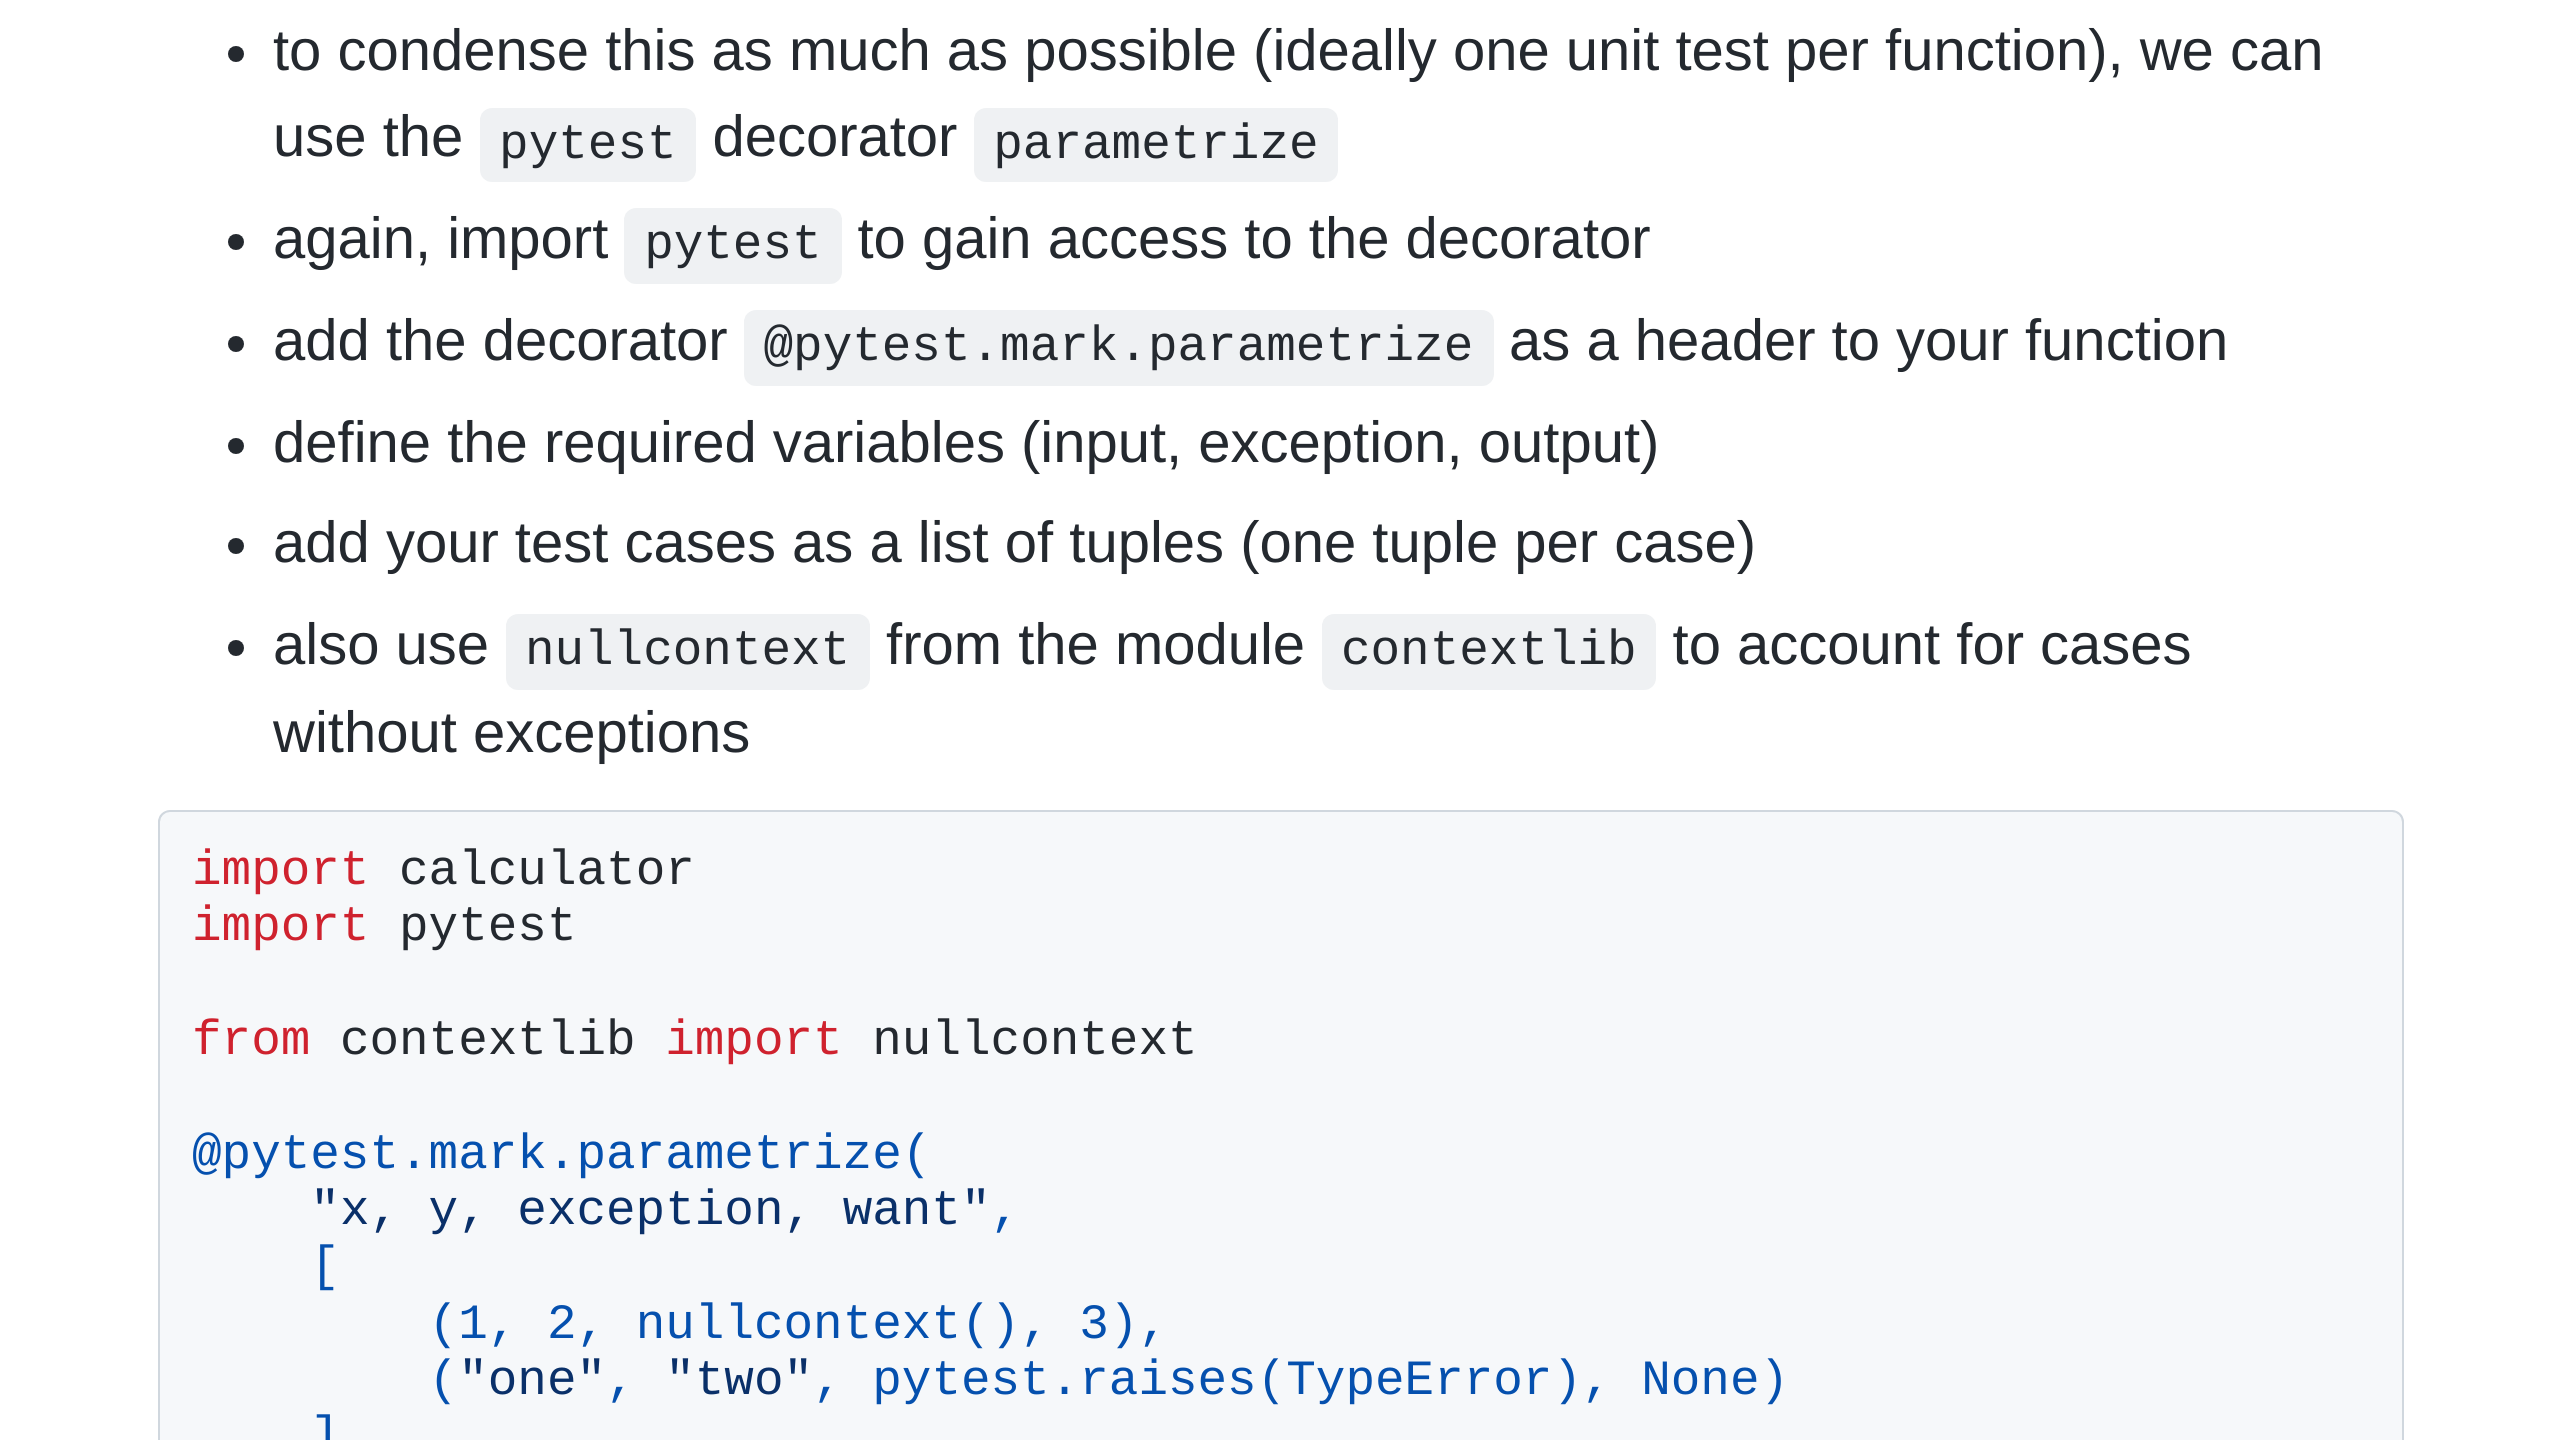 • to condense this as much as possible (ideally one unit test per function), we can
use the pytest decorator parametrize
• again, import pytest to gain access to the decorator
• add the decorator @pytest.mark.parametrize as a header to your function
• define the required variables (input, exception, output)
• add your test cases as a list of tuples (one tuple per case)
• also use nullcontext from the module contextlib to account for cases
without exceptions
import calculator
import pytest

from contextlib import nullcontext

@pytest.mark.parametrize(
    "x, y, exception, want",
    [
        (1, 2, nullcontext(), 3),
        ("one", "two", pytest.raises(TypeError), None)
    ]